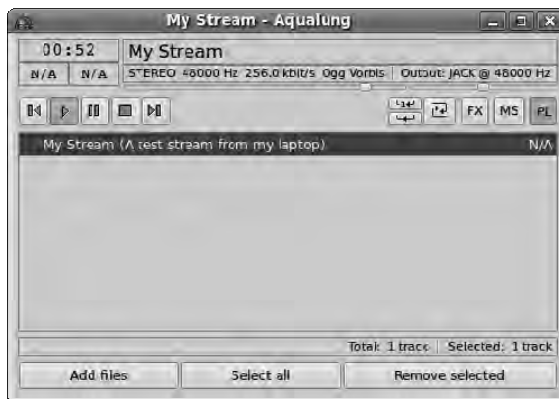 My Stream - Aqualung
00:52
My Stream
N/A
N/A
STEREO 48000 Hz 256.0 kbit/s Ogg Vorbis
Output: JACK @ 48000 Hz
FX
MS
PL
My Stream (A test stream from my laptop)
N/A
Total: 1 track
Selected: 1 track
Add files
Select all
Remove selected